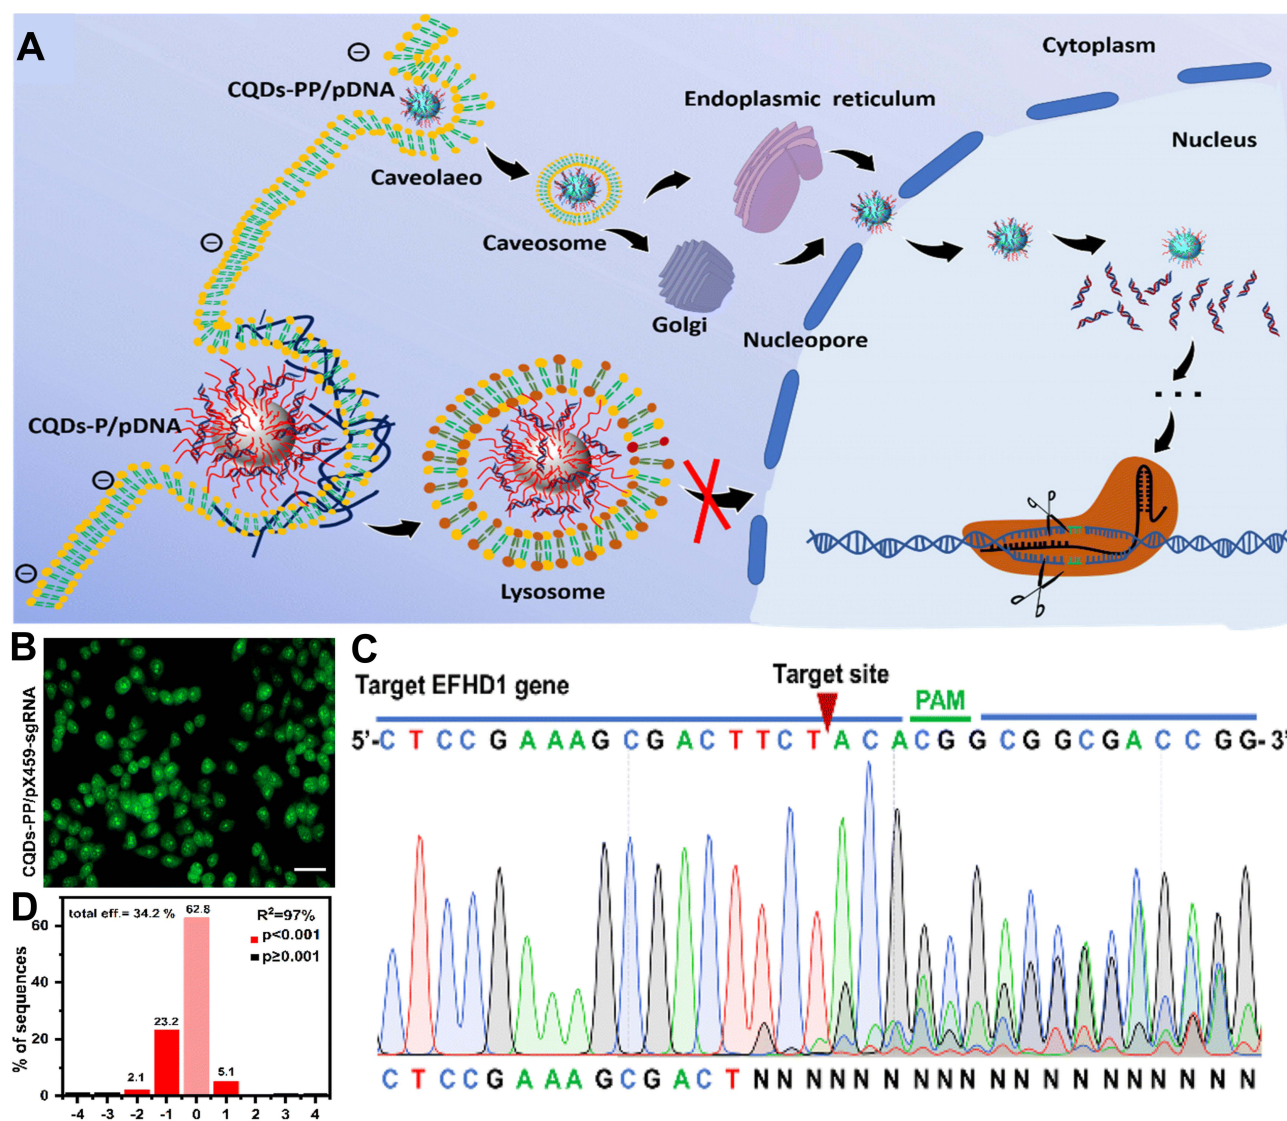 A
Cytoplasm
CQDs-PP/pDNA
Endoplasmic reticulum
Nucleus
Caveolaeo
Caveosome
Golgi
Nucleopore
CQDs-P/pDNA
Lysosome
B
CQDs-PP/pX459-sgRNA
C
Target EFHD1 gene
Target site
PAM
5'-C T C C G A A A G C G A C T T C T A C A C G G G C G G C G A C C G G- 3'
C T C C G A A A G C G A C T N N N N N N N N N N N N N N N N N N N
D
total eff.= 34.2 %
62.8
R²=97%
p<0.001
p≥0.001
23.2
2.1
5.1
% of sequences
60
40
20
0
-4 -3 -2 -1 0 1 2 3 4